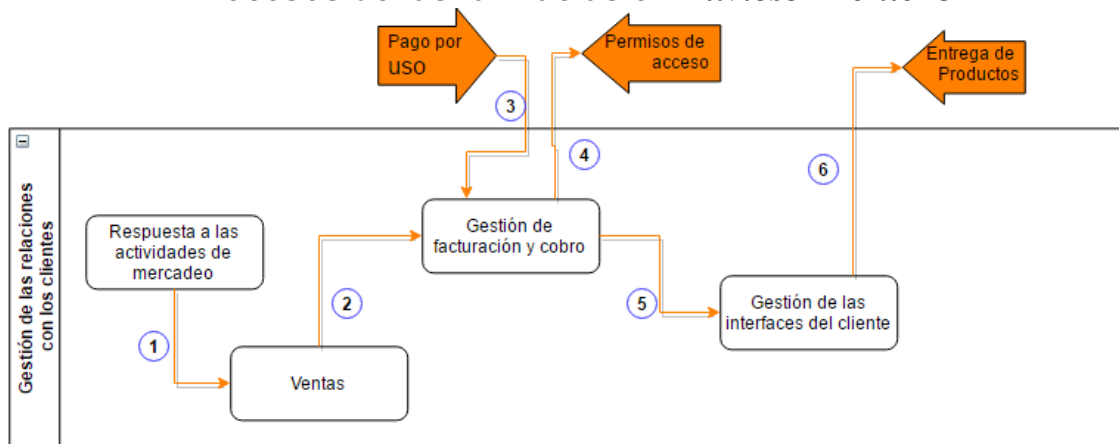 Pago por
uso
Permisos de
acceso
Entrega de
Productos
3
4
6
Gestión de las relaciones
con los clientes
Respuesta a las
actividades de
mercadeo
Gestión de
facturación y cobro
2
5
Gestión de las
interfaces del cliente
1
Ventas